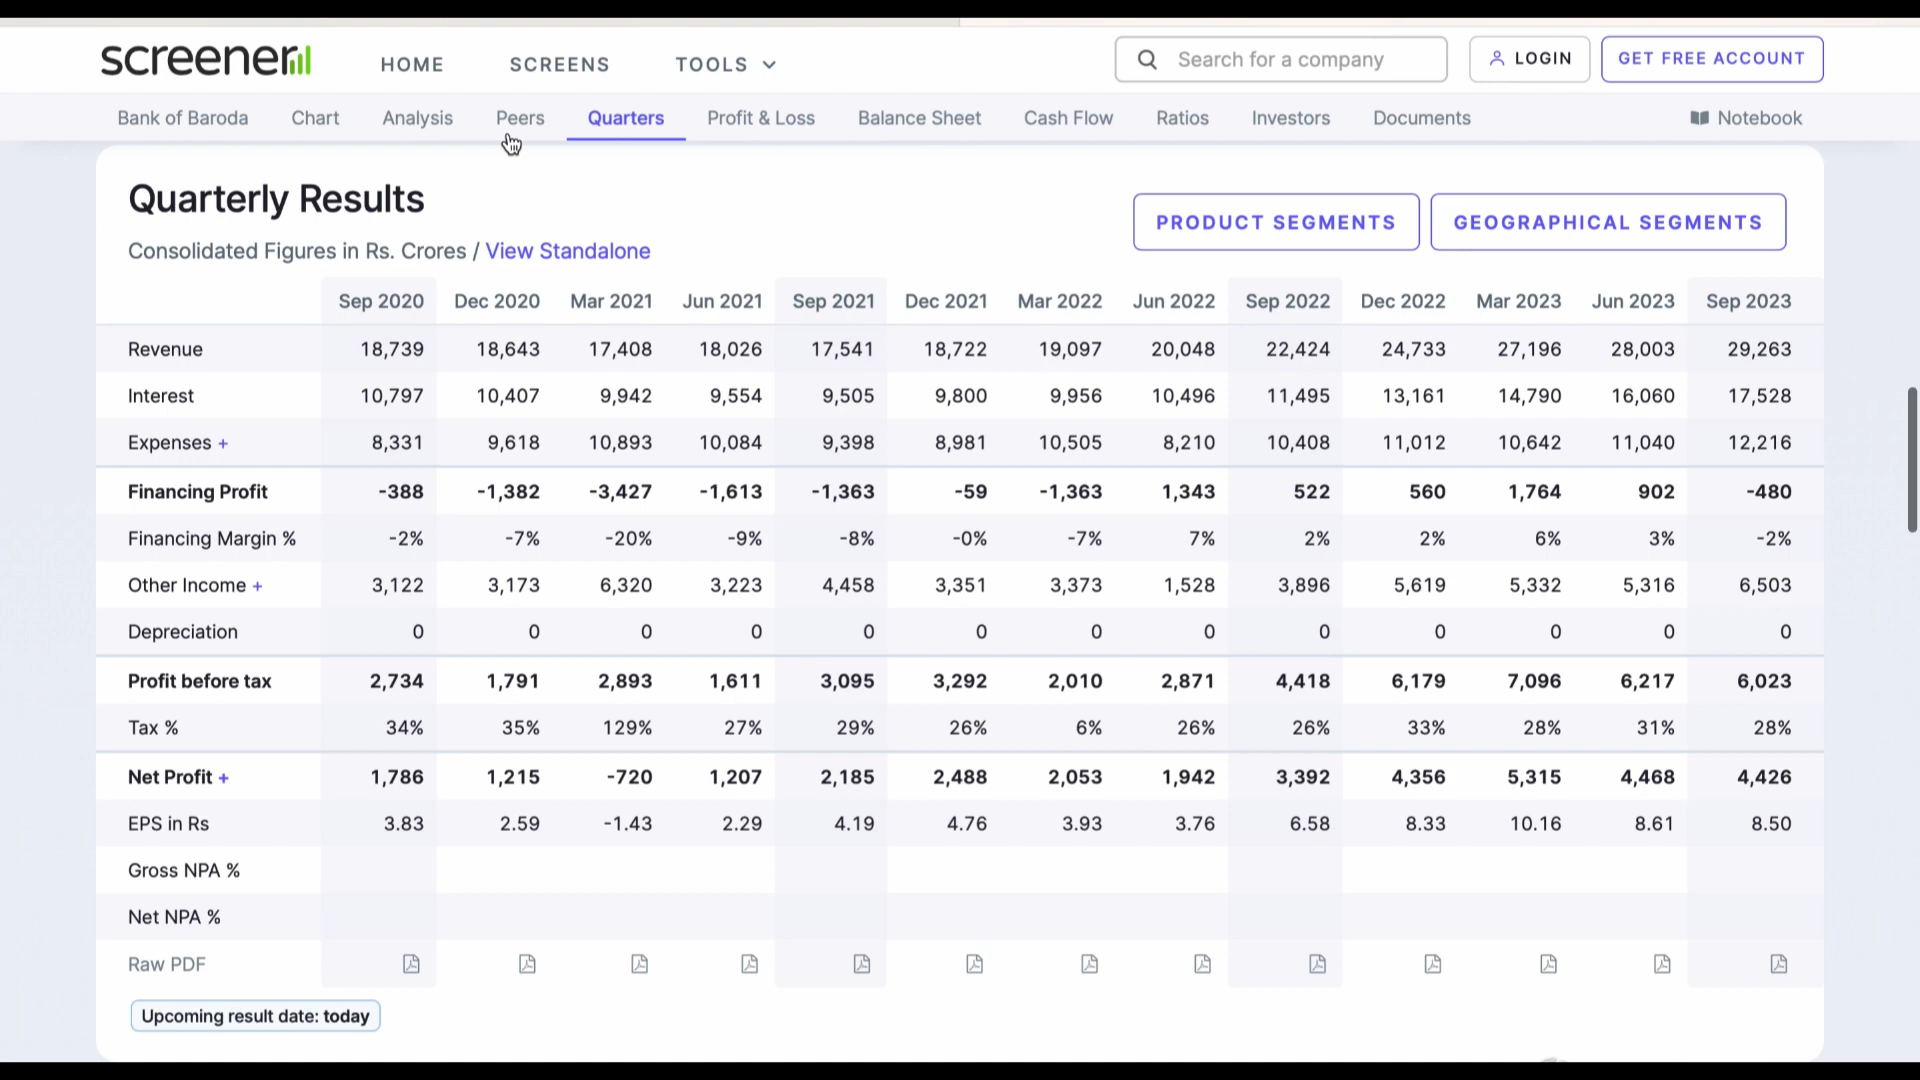 screener
HOME
SCREENS
TOOLS
Search for a company
LOGIN
GET FREE ACCOUNT
Bank of Baroda
Chart
Analysis
Peers
Quarters
Profit & Loss
Balance Sheet
Cash Flow
Ratios
Investors
Documents
Notebook
Quarterly Results
PRODUCT SEGMENTS
GEOGRAPHICAL SEGMENTS
Consolidated Figures in Rs. Crores / View Standalone
Sep 2020 Dec 2020 Mar 2021 Jun 2021 Sep 2021 Dec 2021 Mar 2022 Jun 2022 Sep 2022 Dec 2022 Mar 2023 Jun 2023 Sep 2023
Revenue 18,739 18,643 17,408 18,026 17,541 18,722 19,097 20,048 22,424 24,733 27,196 28,003 29,263
Interest 10,797 10,407 9,942 9,554 9,505 9,800 9,956 10,496 11,495 13,161 14,790 16,060 17,528
Expenses + 8,331 9,618 10,893 10,084 9,398 8,981 10,505 8,210 10,408 11,012 10,642 11,040 12,216
Financing Profit -388 -1,382 -3,427 -1,613 -1,363 -59 -1,363 1,343 522 560 1,764 902 -480
Financing Margin % -2% -7% -20% -9% -8% -0% -7% 7% 2% 2% 6% 3% -2%
Other Income + 3,122 3,173 6,320 3,223 4,458 3,351 3,373 1,528 3,896 5,619 5,332 5,316 6,503
Depreciation 0 0 0 0 0 0 0 0 0 0 0 0 0
Profit before tax 2,734 1,791 2,893 1,611 3,095 3,292 2,010 2,871 4,418 6,179 7,096 6,217 6,023
Tax % 34% 35% 129% 27% 29% 26% 6% 26% 26% 33% 28% 31% 28%
Net Profit + 1,786 1,215 -720 1,207 2,185 2,488 2,053 1,942 3,392 4,356 5,315 4,468 4,426
EPS in Rs 3.83 2.59 -1.43 2.29 4.19 4.76 3.93 3.76 6.58 8.33 10.16 8.61 8.50
Gross NPA %
Net NPA %
Raw PDF
Upcoming result date: today